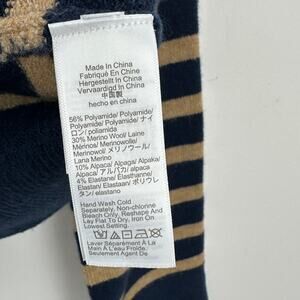 Made In China
Fabriqué En Chine
Hergestellt In China
Vervaardigd In China
中国製
hecho en china
56% Polyamide/Polyamide/
Polyamide/Polyamide/ナイ
ロン/poliamida
30% Merino Wool/Laine
Mérinos/Merinowolle/
Merinowol/メリノウール/
Lana Merino
10% Alpaca/Alpaga/Alpaka/
Alpaca/アルパカ/alpaca
4% Elastane/Élasthanne/
Elastan/Elastaan/ポリウレ
タン/elastano
Hand Wash Cold
Separately, Non-chlorine
Bleach Only, Reshape And
Lay Flat To Dry, Iron On
Lowest Setting.
Laver Séparément À La
Main À L'eau Froide,
Seulement Agent De